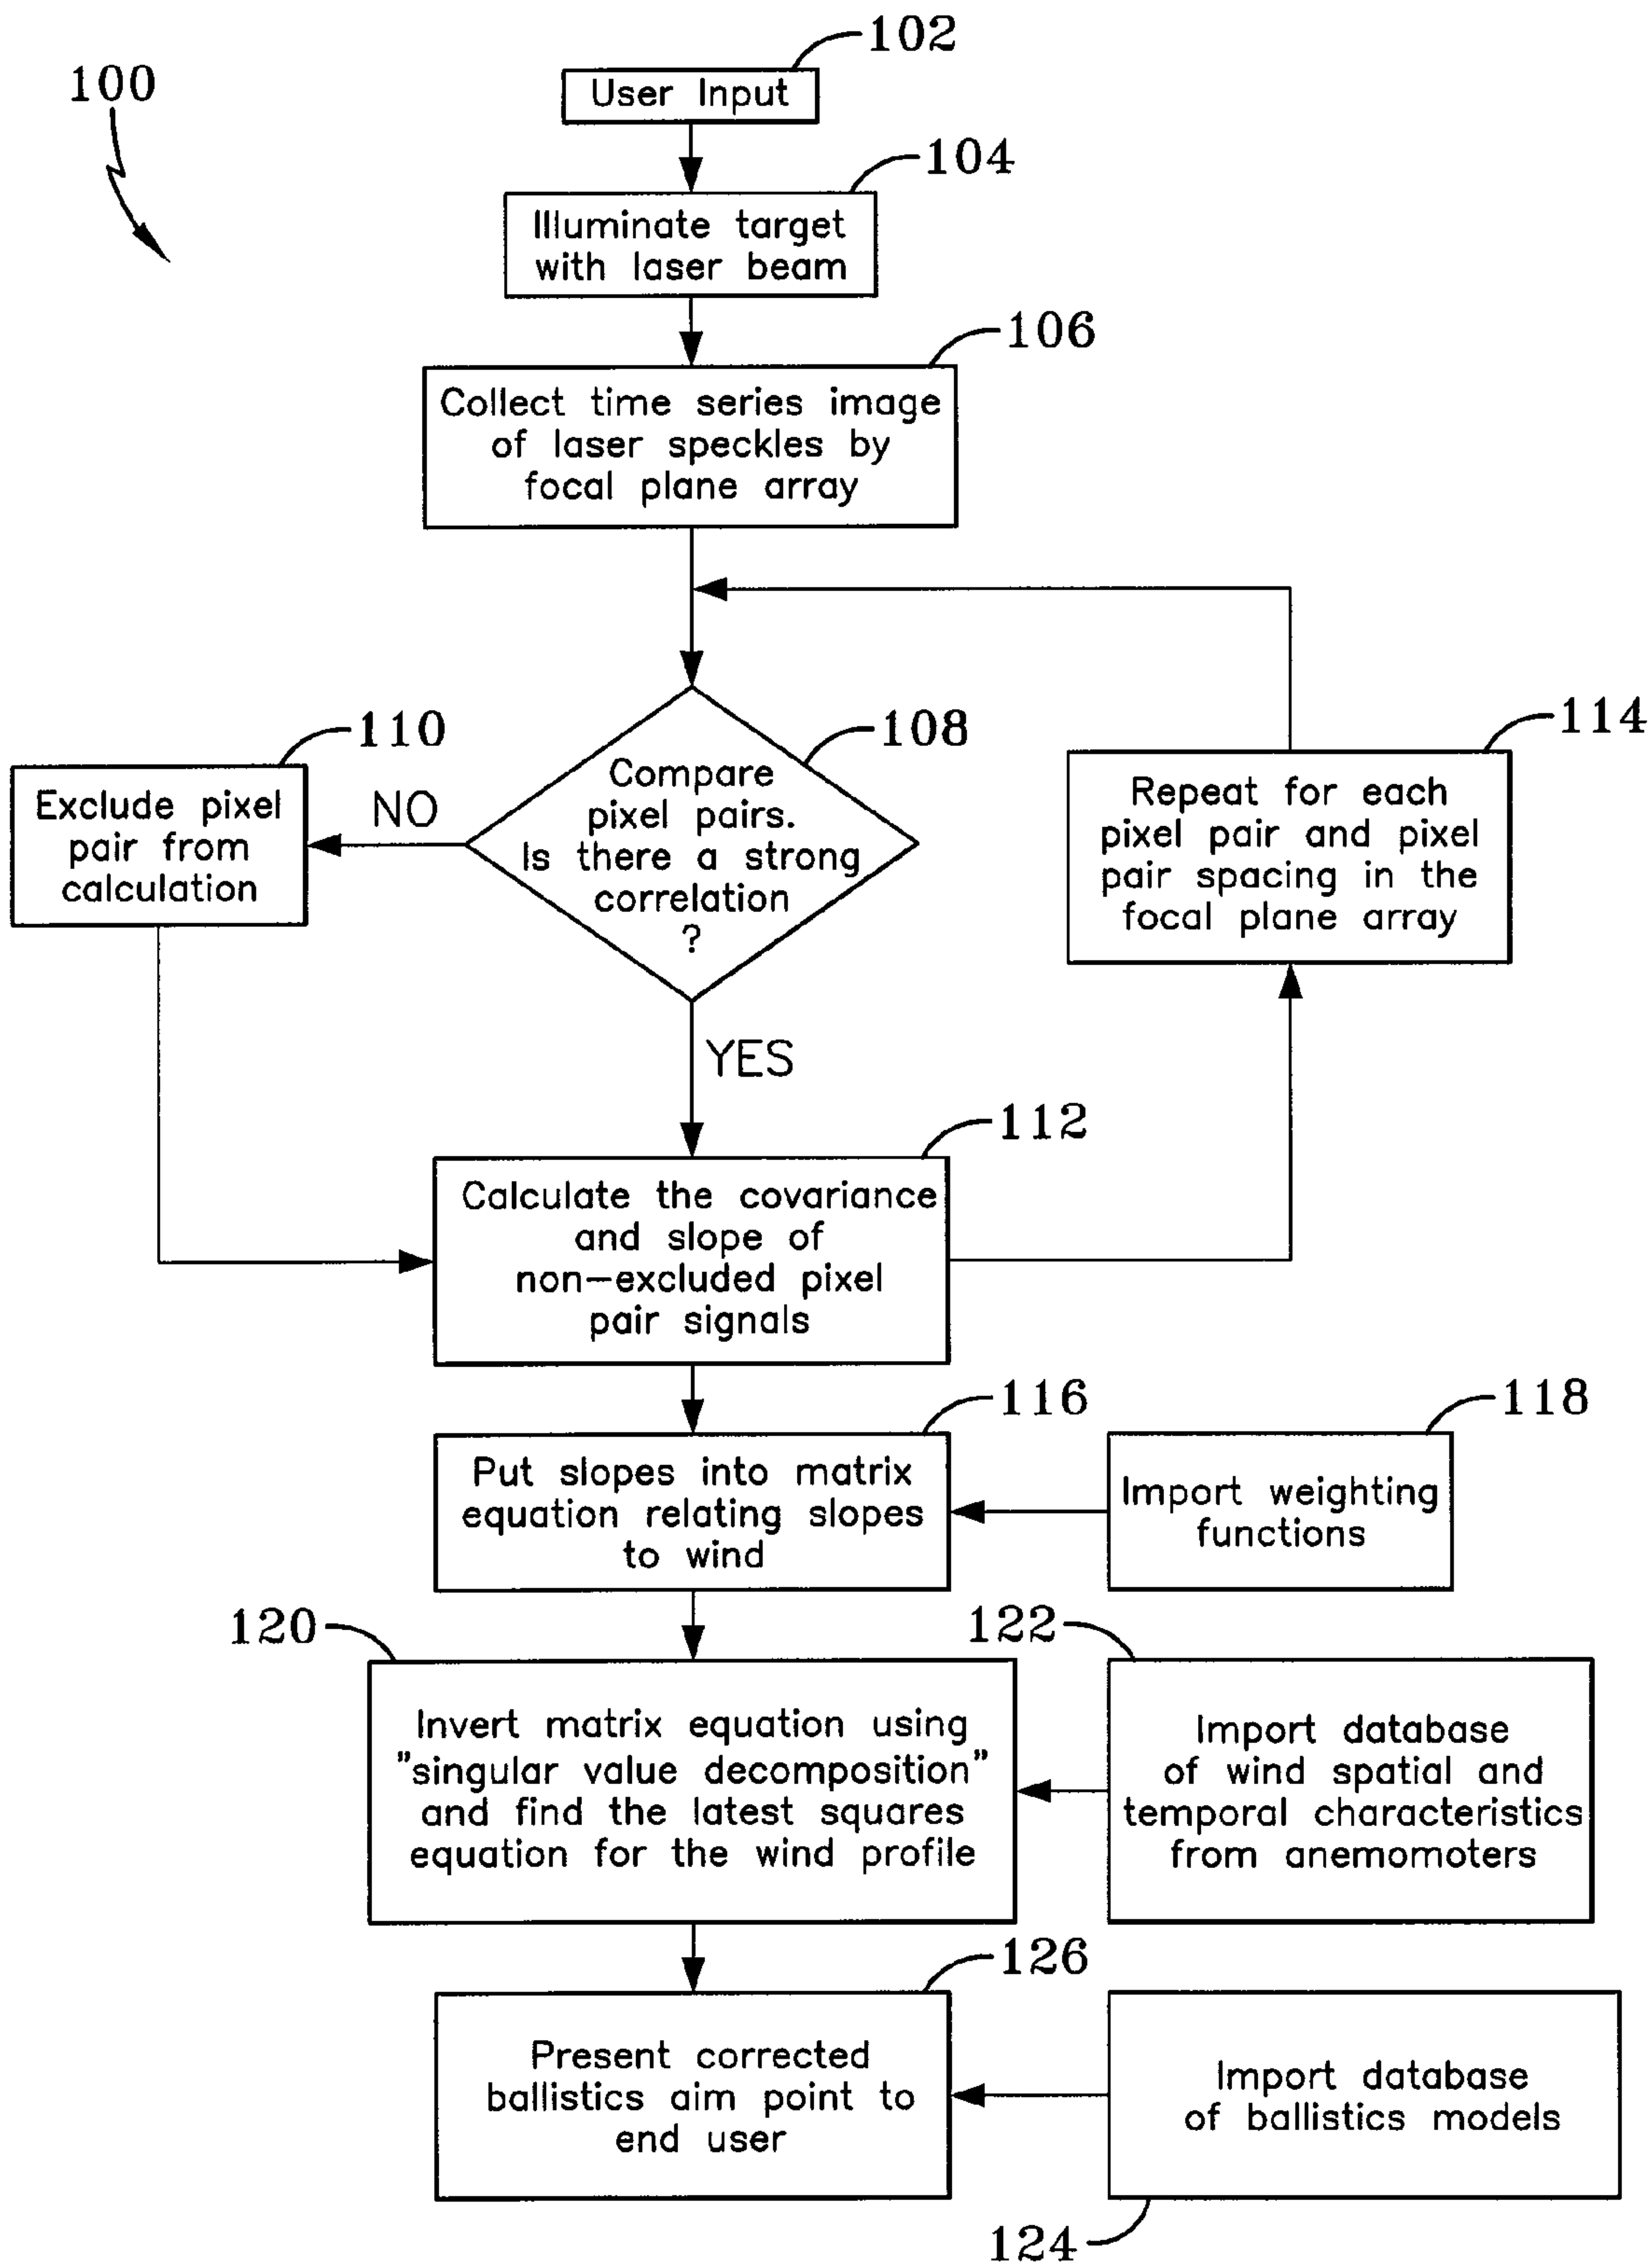 100
102
User Input
104
Illuminate target
with laser beam
106
Collect time series image
of laser speckles by
focal plane array
108
Compare
pixel pairs.
Is there a strong
correlation
?
NO
110
Exclude pixel
pair from
calculation
114
Repeat for each
pixel pair and pixel
pair spacing in the
focal plane array
YES
112
Calculate the covariance
and slope of
non-excluded pixel
pair signals
116
Put slopes into matrix
equation relating slopes
to wind
118
Import weighting
functions
120
Invert matrix equation using
"singular value decomposition"
and find the latest squares
equation for the wind profile
122
Import database
of wind spatial and
temporal characteristics
from anemomoters
126
Present corrected
ballistics aim point to
end user
Import database
of ballistics models
124